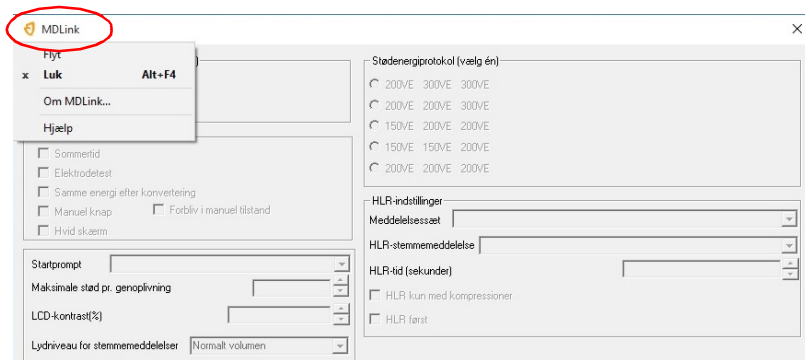 MDLink
Flyt
x Luk Alt+F4
Om MDLink...
Hjælp
)
Sommertid
Elektrodetest
Samme energi efter konvertering
Manuel knap Forbliv i manuel tilstand
Hvid skærm
Startprompt
Maksimale stød pr. genoplivning
LCD-kontrast(%)
Lydniveau for stemmemeddelelser Normalt volumen
Stødenergiprotokol (vælg én)
200VE 300VE 300VE
200VE 200VE 300VE
150VE 200VE 200VE
150VE 150VE 200VE
200VE 200VE 200VE
HLR-indstillinger
Meddelelsessæt
HLR-stemmemeddelelse
HLR-tid (sekunder)
HLR kun med kompressioner
HLR først